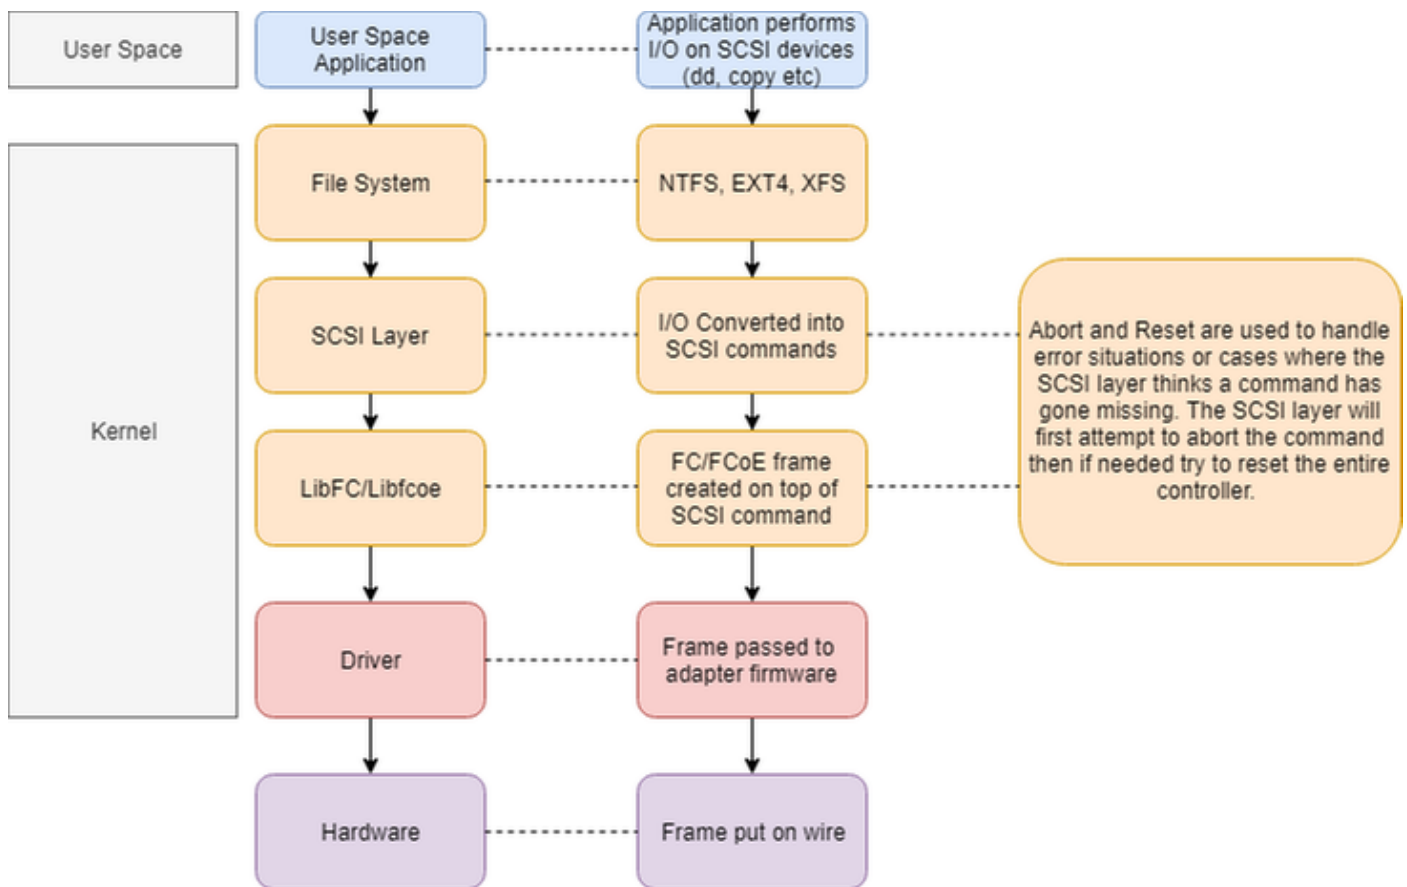 User Space
User Space
Application
Application performs
I/O on SCSI devices
(dd, copy etc)
File System
NTFS, EXT4, XFS
Kernel
SCSI Layer
I/O Converted into
SCSI commands
Abort and Reset are used to handle
error situations or cases where the
SCSI layer thinks a command has
gone missing. The SCSI layer will
first attempt to abort the command
then if needed try to reset the entire
controller.
LibFC/Libfcoe
FC/FCoE frame
created on top of
SCSI command
Driver
Frame passed to
adapter firmware
Hardware
Frame put on wire